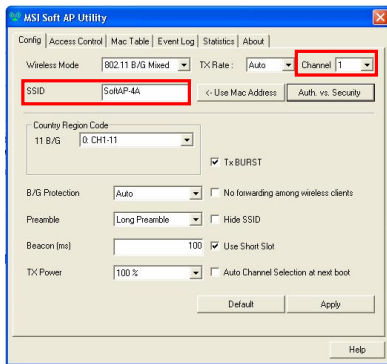 MSI Soft AP Utility
Config Access Control Mac Table Event Log Statistics About
Wireless Mode 802.11 B/G Mixed TX Rate : Auto Channel 1
SSID SoftAP-4A <- Use Mac Address Auth. vs. Security
Country Region Code
11 B/G 0: CH1-11
Tx BURST
B/G Protection Auto No forwarding among wireless clients
Preamble Long Preamble Hide SSID
Beacon (ms) 100 Use Short Slot
TX Power 100 % Auto Channel Selection at next boot
Default Apply
Help